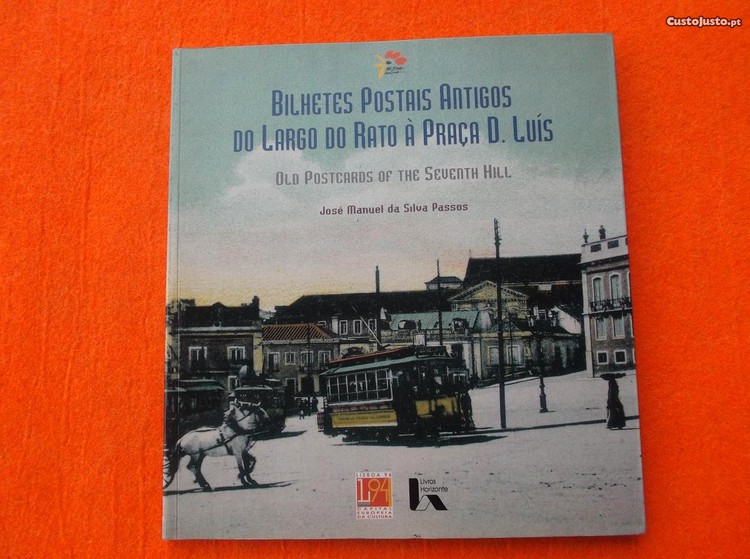 CustoJusto.pt
BILHETES POSTAIS ANTIGOS
DO LARGO DO RATO À PRAÇA D. LUÍS
OLD POSTCARDS OF THE SEVENTH HILL
José Manuel da Silva Passos
LISBOA 94
L94
CAPITAL
EUROPEIA
DA CULTURA
Livros
Horizonte